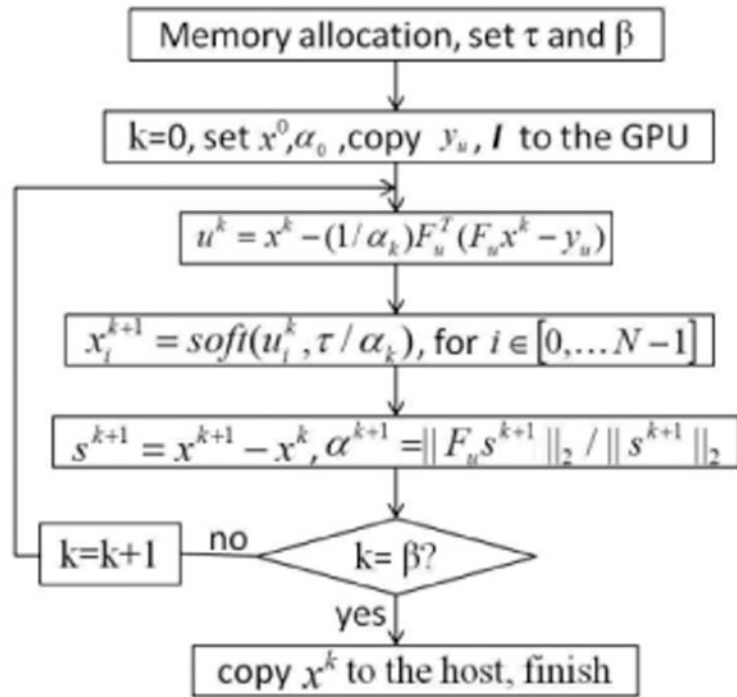 Memory allocation, set τ and β
k=0, set x⁰,α₀ ,copy yᵤ, I to the GPU
uᵏ = xᵏ − (1/αₖ)Fᵤᵀ(Fᵤxᵏ − yᵤ)
xᵢᵏ⁺¹ = soft(uᵢᵏ, τ/αₖ), for i ∈ [0,…N−1]
sᵏ⁺¹ = xᵏ⁺¹ − xᵏ, αᵏ⁺¹ =|| Fᵤsᵏ⁺¹ ||₂ / || sᵏ⁺¹ ||₂
k=k+1 no k= β?
yes
copy xᵏ to the host, finish